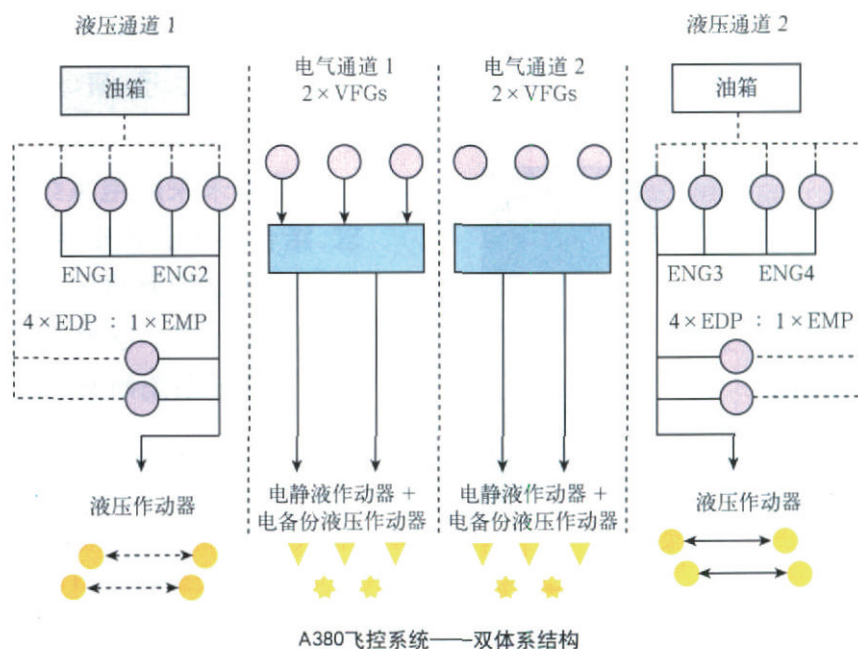 液压通道 1
液压通道 2
电气通道 1
2 × VFGs
电气通道 2
2 × VFGs
油箱
油箱
ENG1
ENG2
ENG3
ENG4
4 × EDP : 1 × EMP
4 × EDP : 1 × EMP
液压作动器
电静液作动器 +
电备份液压作动器
电静液作动器 +
电备份液压作动器
液压作动器
A380飞控系统——双体系结构